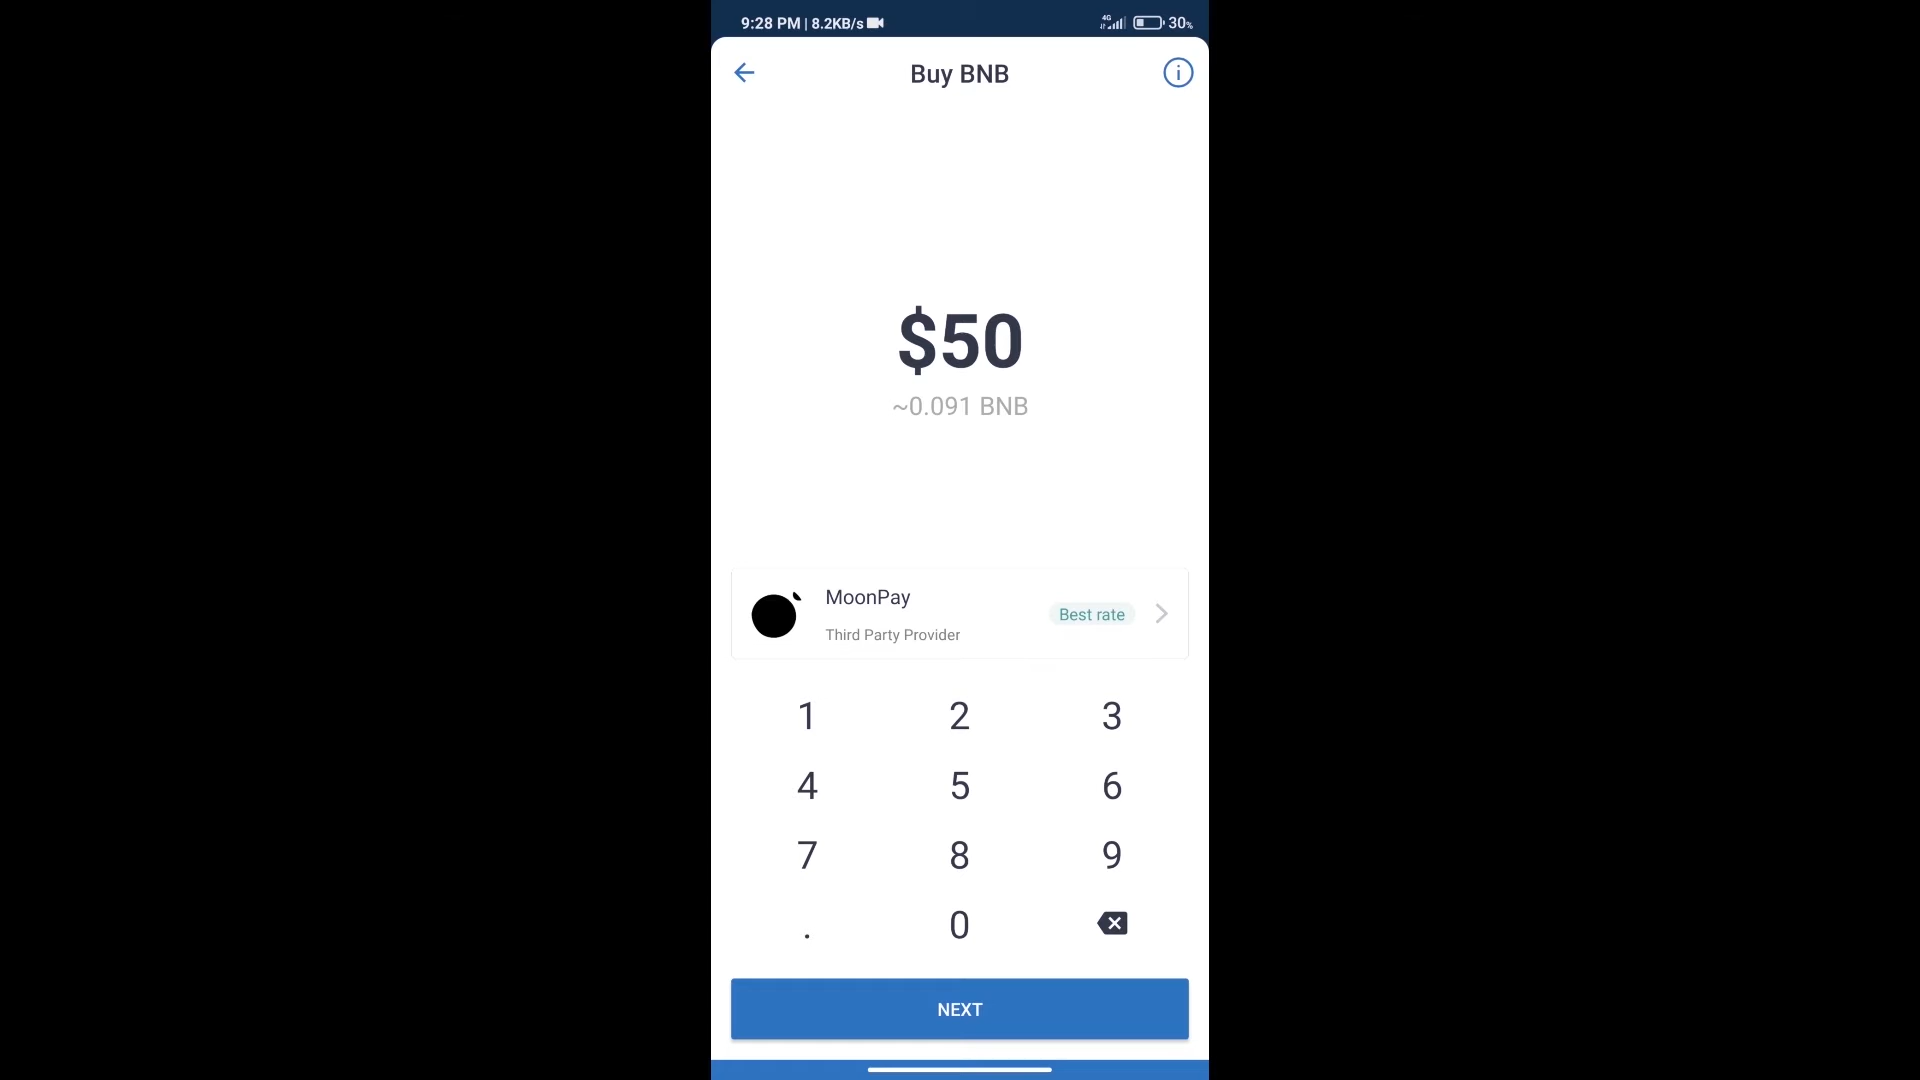 9:28 PM | 8.2KB/s 4G 30%
Buy BNB
$50
~0.091 BNB
MoonPay
Third Party Provider
Best rate
1 2 3
4 5 6
7 8 9
. 0
NEXT